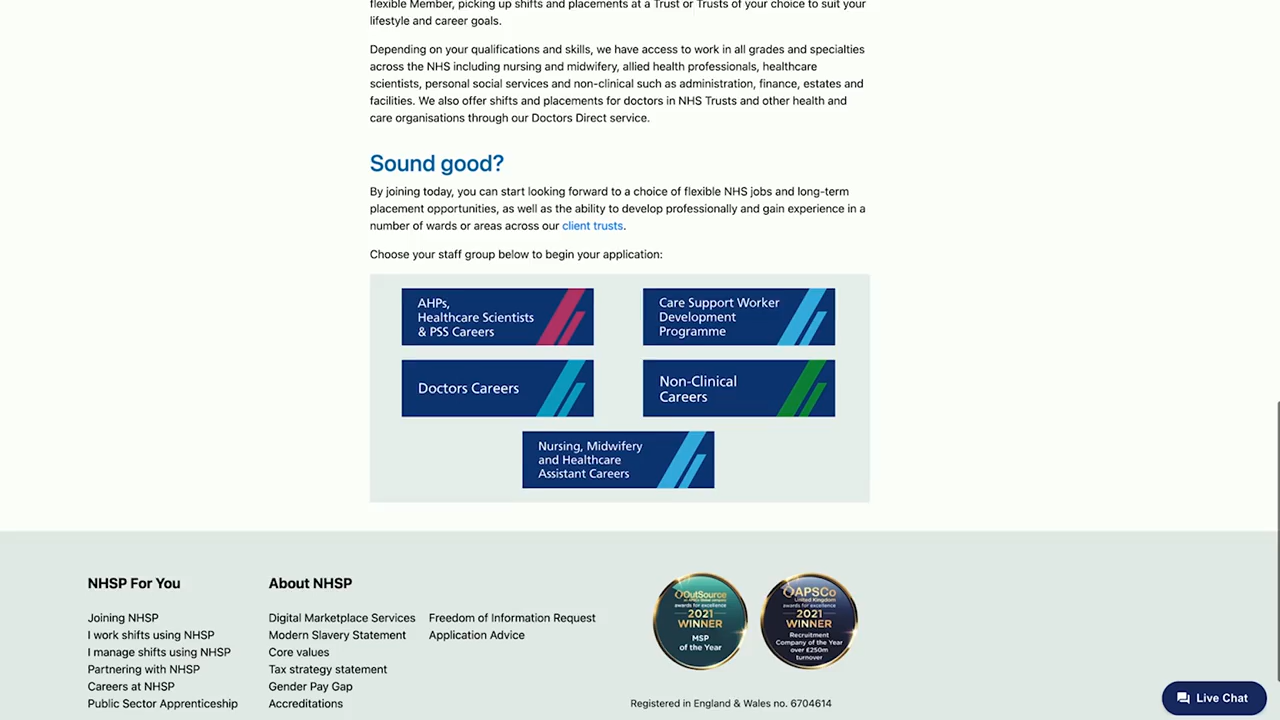 flexible Member, picking up shifts and placements at a Trust or Trusts of your choice to suit your
lifestyle and career goals.
Depending on your qualifications and skills, we have access to work in all grades and specialties
across the NHS including nursing and midwifery, allied health professionals, healthcare
scientists, personal social services and non-clinical such as administration, finance, estates and
facilities. We also offer shifts and placements for doctors in NHS Trusts and other health and
care organisations through our Doctors Direct service.
Sound good?
By joining today, you can start looking forward to a choice of flexible NHS jobs and long-term
placement opportunities, as well as the ability to develop professionally and gain experience in a
number of wards or areas across our client trusts.
Choose your staff group below to begin your application:
AHPs,
Healthcare Scientists
& PSS Careers
Care Support Worker
Development
Programme
Doctors Careers
Non-Clinical
Careers
Nursing, Midwifery
and Healthcare
Assistant Careers
NHSP For You
Joining NHSP
I work shifts using NHSP
I manage shifts using NHSP
Partnering with NHSP
Careers at NHSP
Public Sector Apprenticeship
About NHSP
Digital Marketplace Services
Modern Slavery Statement
Core values
Tax strategy statement
Gender Pay Gap
Accreditations
Freedom of Information Request
Application Advice
OutSource
awards for excellence
2021
WINNER
MSP
of the Year
APSCo
United Kingdom
awards for excellence
2021
WINNER
Recruitment
Company of the Year
over £250m
turnover
Registered in England & Wales no. 6704614
Live Chat